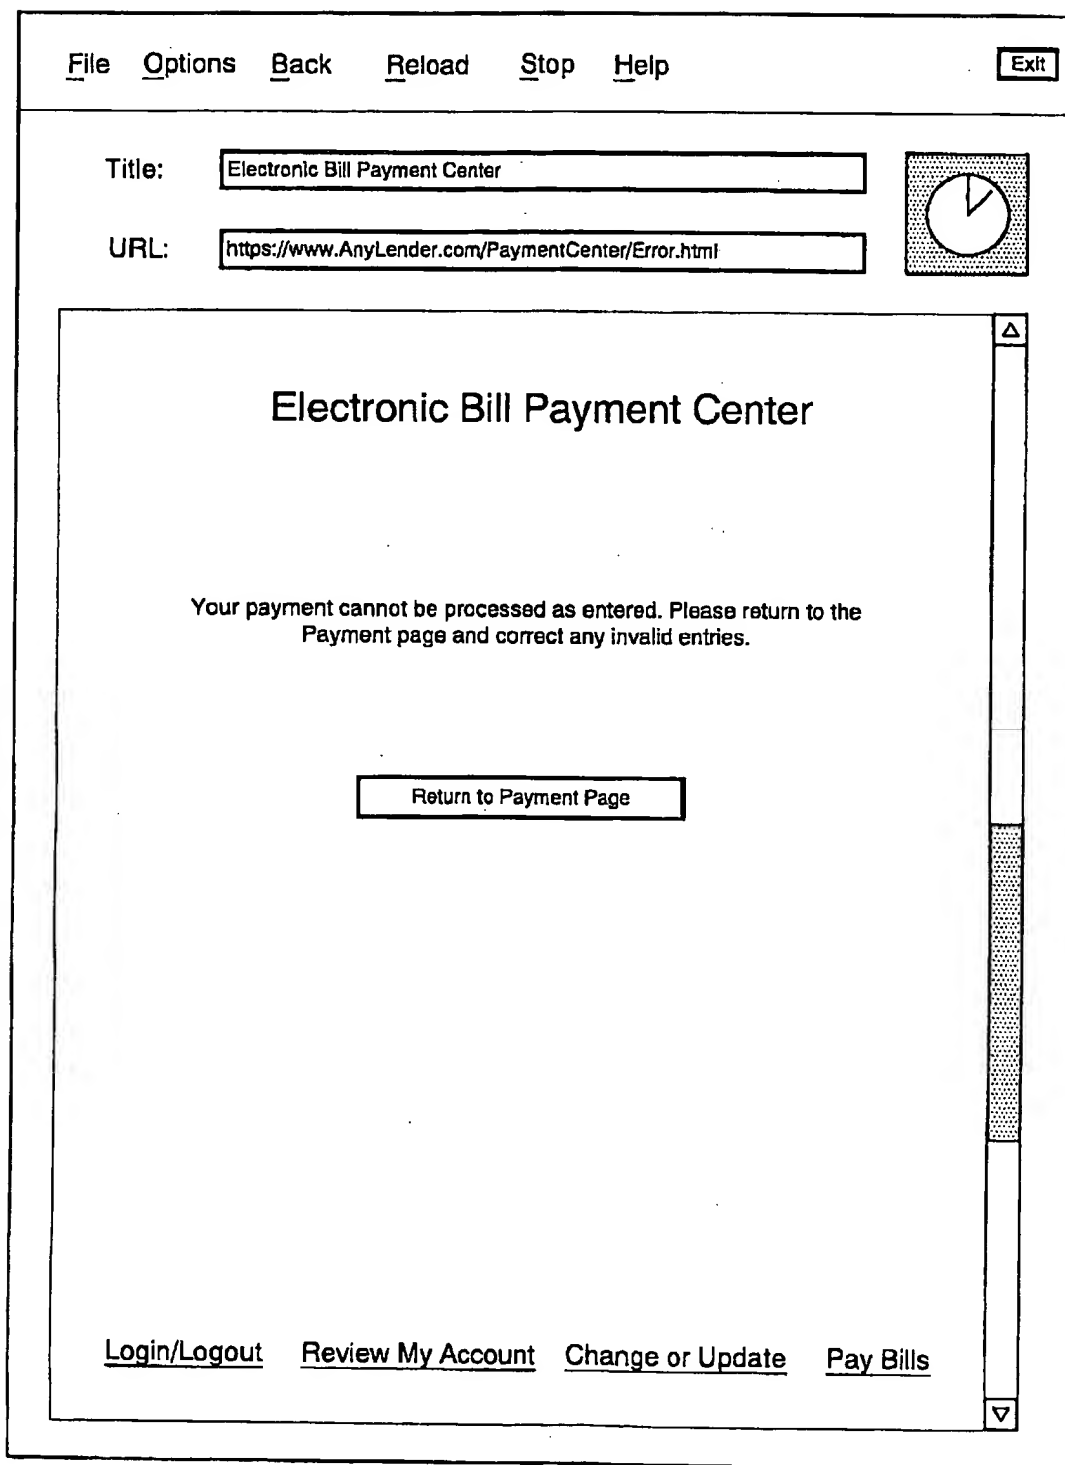 File Options Back Reload Stop Help Exit
Title: Electronic Bill Payment Center
URL: https://www.AnyLender.com/PaymentCenter/Error.html
Electronic Bill Payment Center
Your payment cannot be processed as entered. Please return to the
Payment page and correct any invalid entries.
Return to Payment Page
Login/Logout Review My Account Change or Update Pay Bills